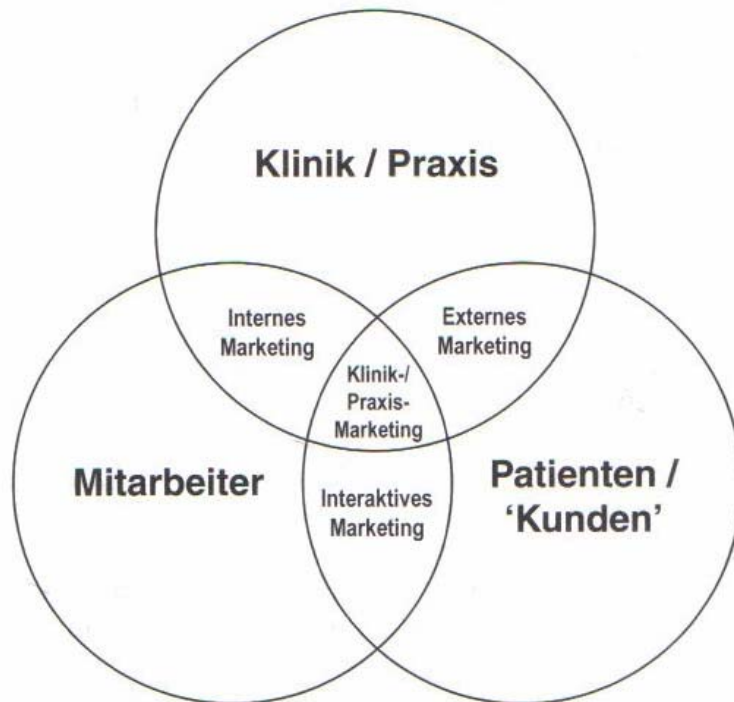 Klinik / Praxis
Internes
Marketing
Externes
Marketing
Klinik-/
Praxis-
Marketing
Mitarbeiter
Patienten /
‘Kunden’
Interaktives
Marketing